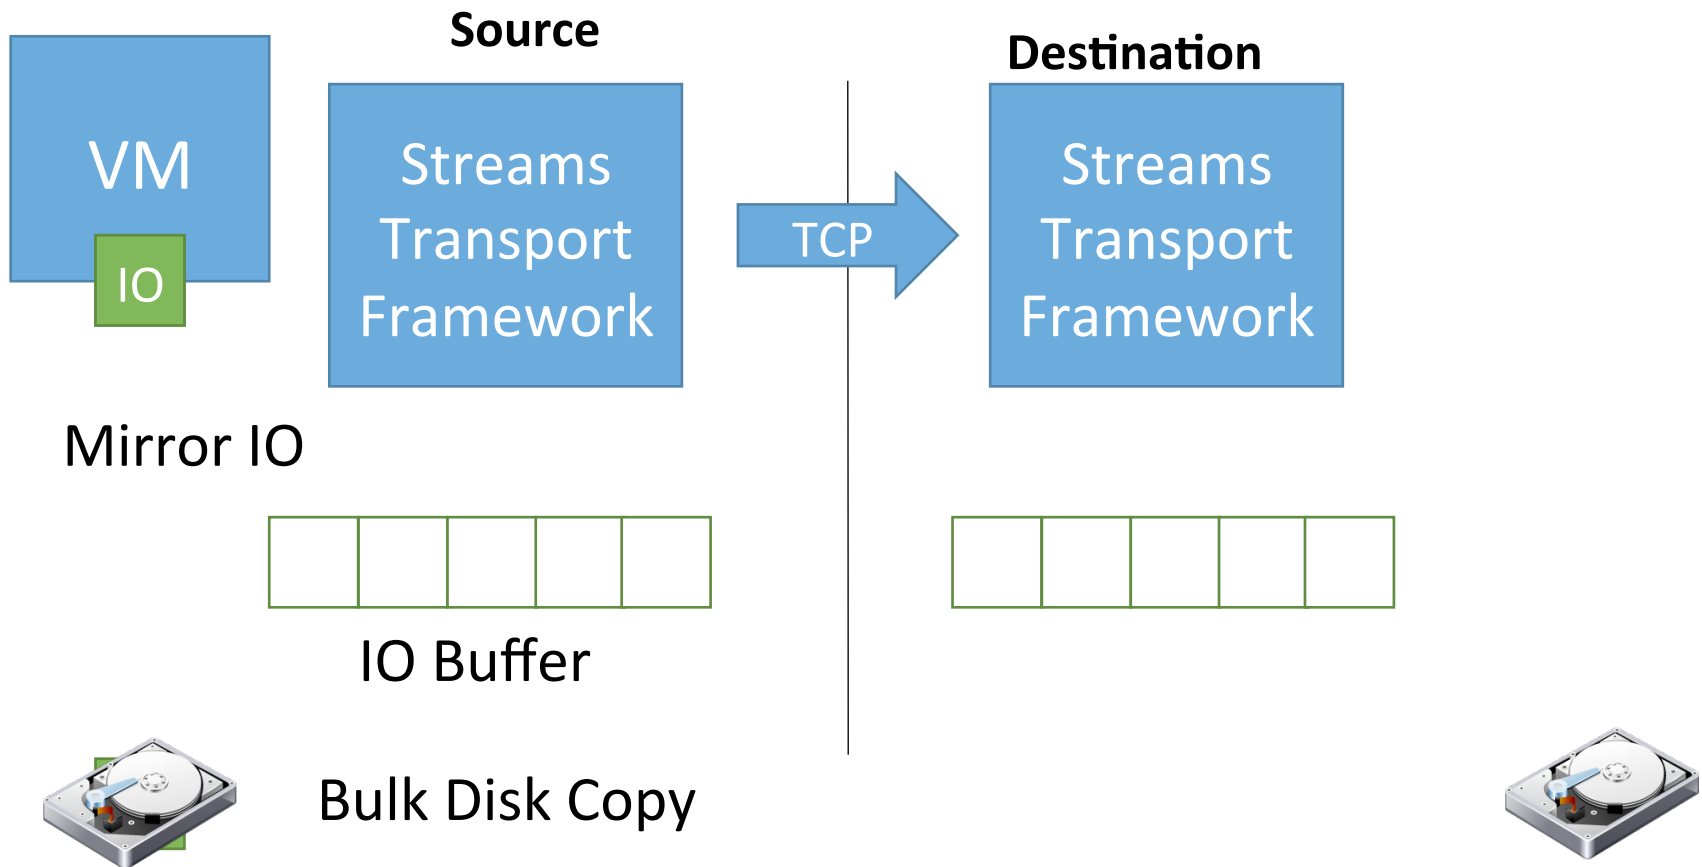 Source
Destination
VM
IO
Streams
Transport
Framework
TCP
Streams
Transport
Framework
Mirror IO
IO Buffer
Bulk Disk Copy